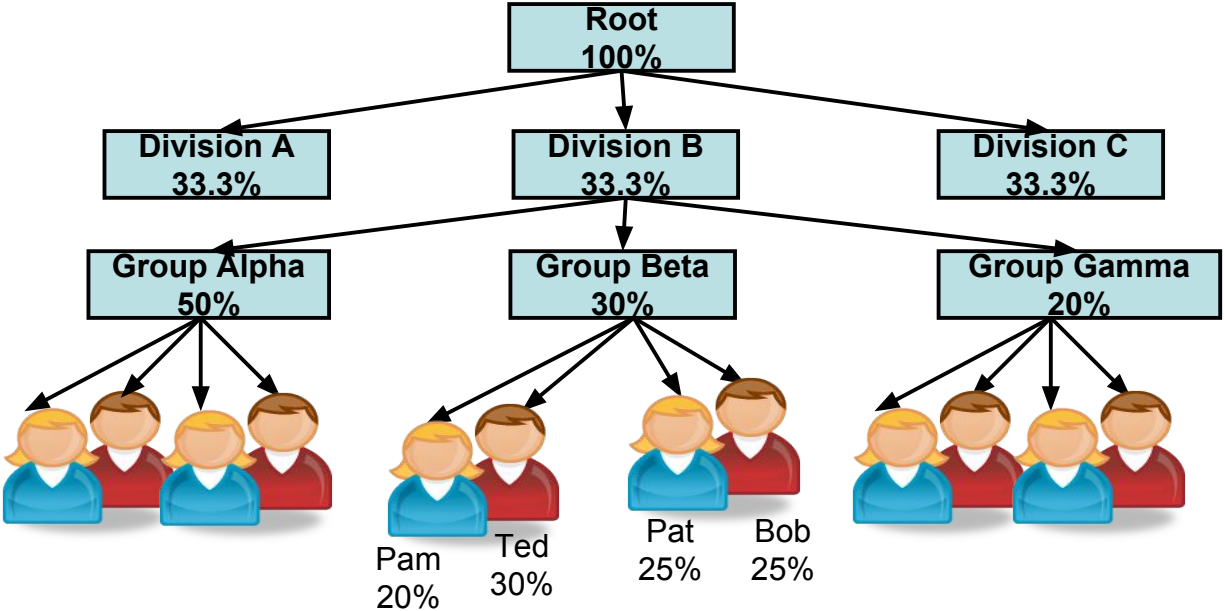 Root
100%
Division A
33.3%
Division B
33.3%
Division C
33.3%
Group Alpha
50%
Group Beta
30%
Group Gamma
20%
Pam
20%
Ted
30%
Pat
25%
Bob
25%